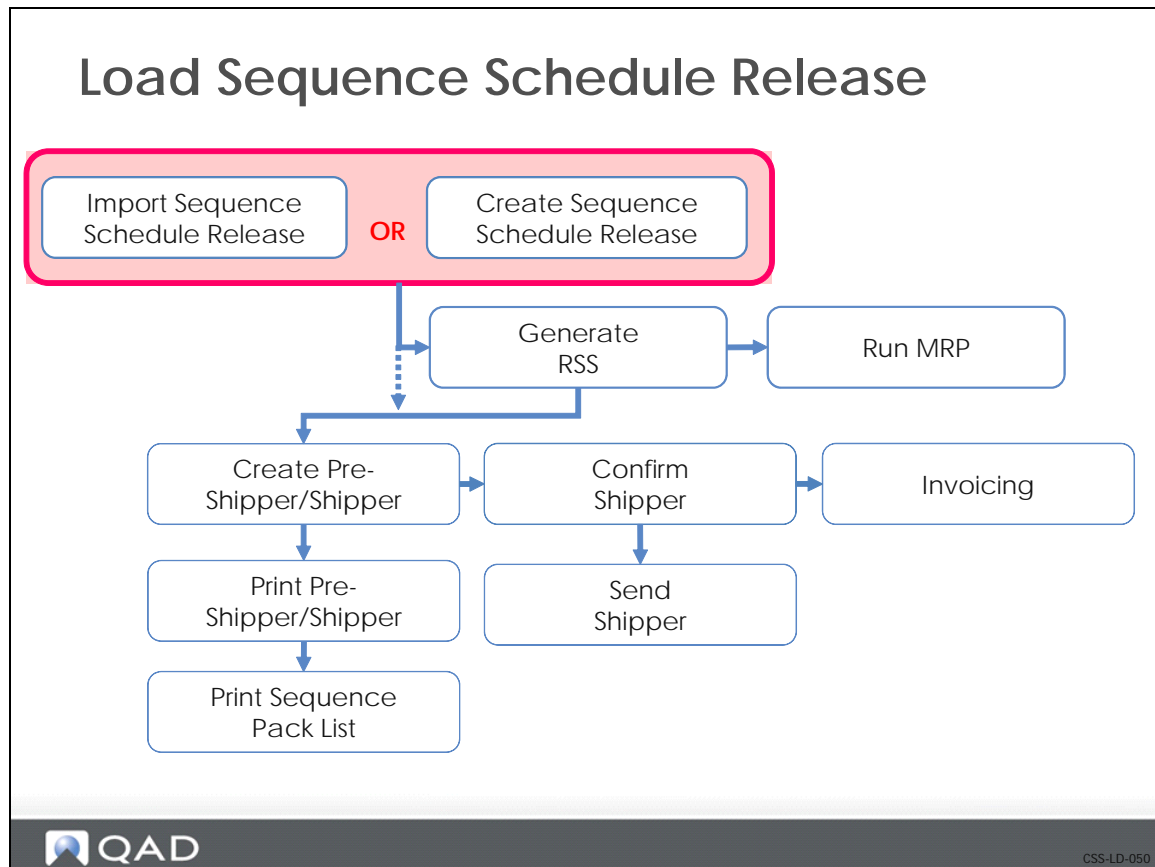 Load Sequence Schedule Release
Import Sequence
Schedule Release
OR
Create Sequence
Schedule Release
Generate
RSS
Run MRP
Create Pre-
Shipper/Shipper
Confirm
Shipper
Invoicing
Print Pre-
Shipper/Shipper
Send
Shipper
Print Sequence
Pack List
QAD
CSS-LD-050